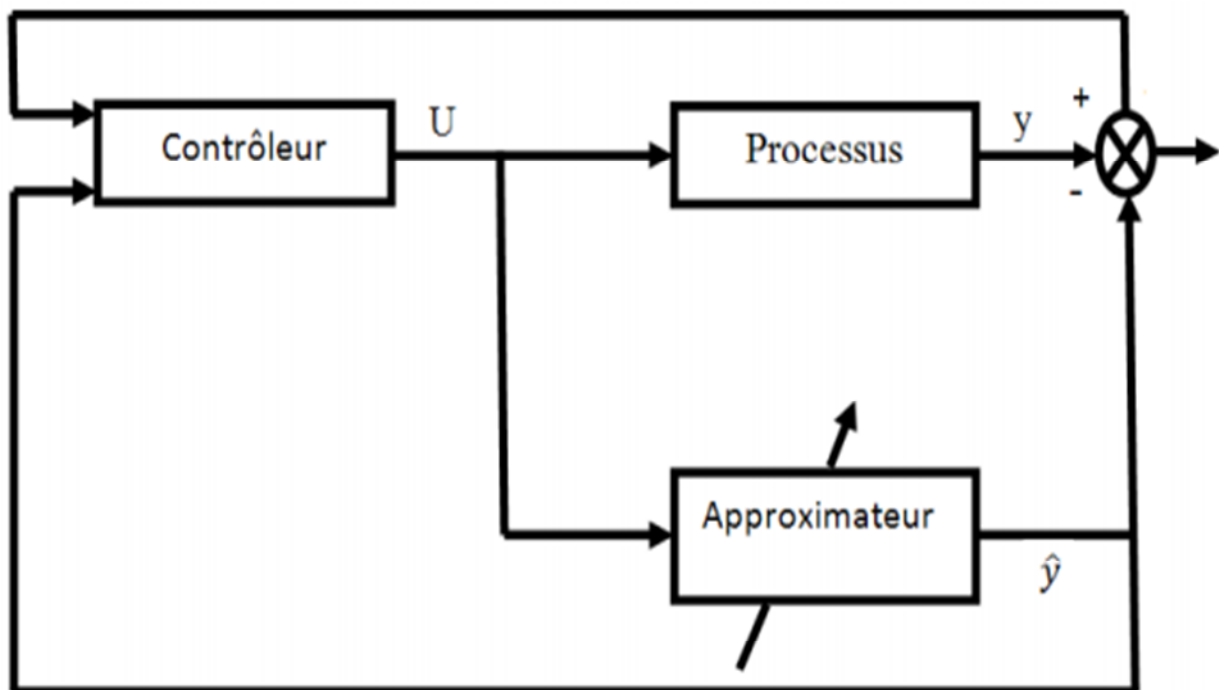 +
U
y
Contrôleur
Processus
-
Approximateur
ŷ